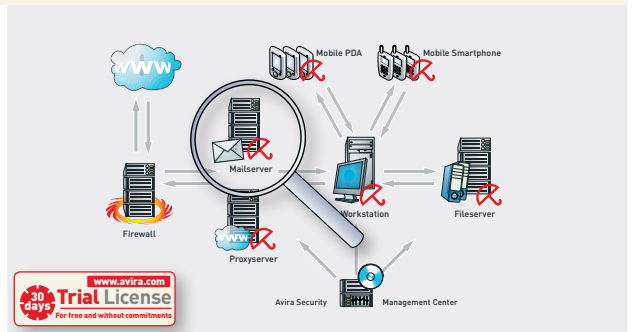 www
Mobile PDA
Mobile Smartphone
Mailserver
Firewall
Workstation
Fileserver
www
Proxyserver
Avira Security Management Center
www.avira.com
30 days
Trial License
For free and without commitments